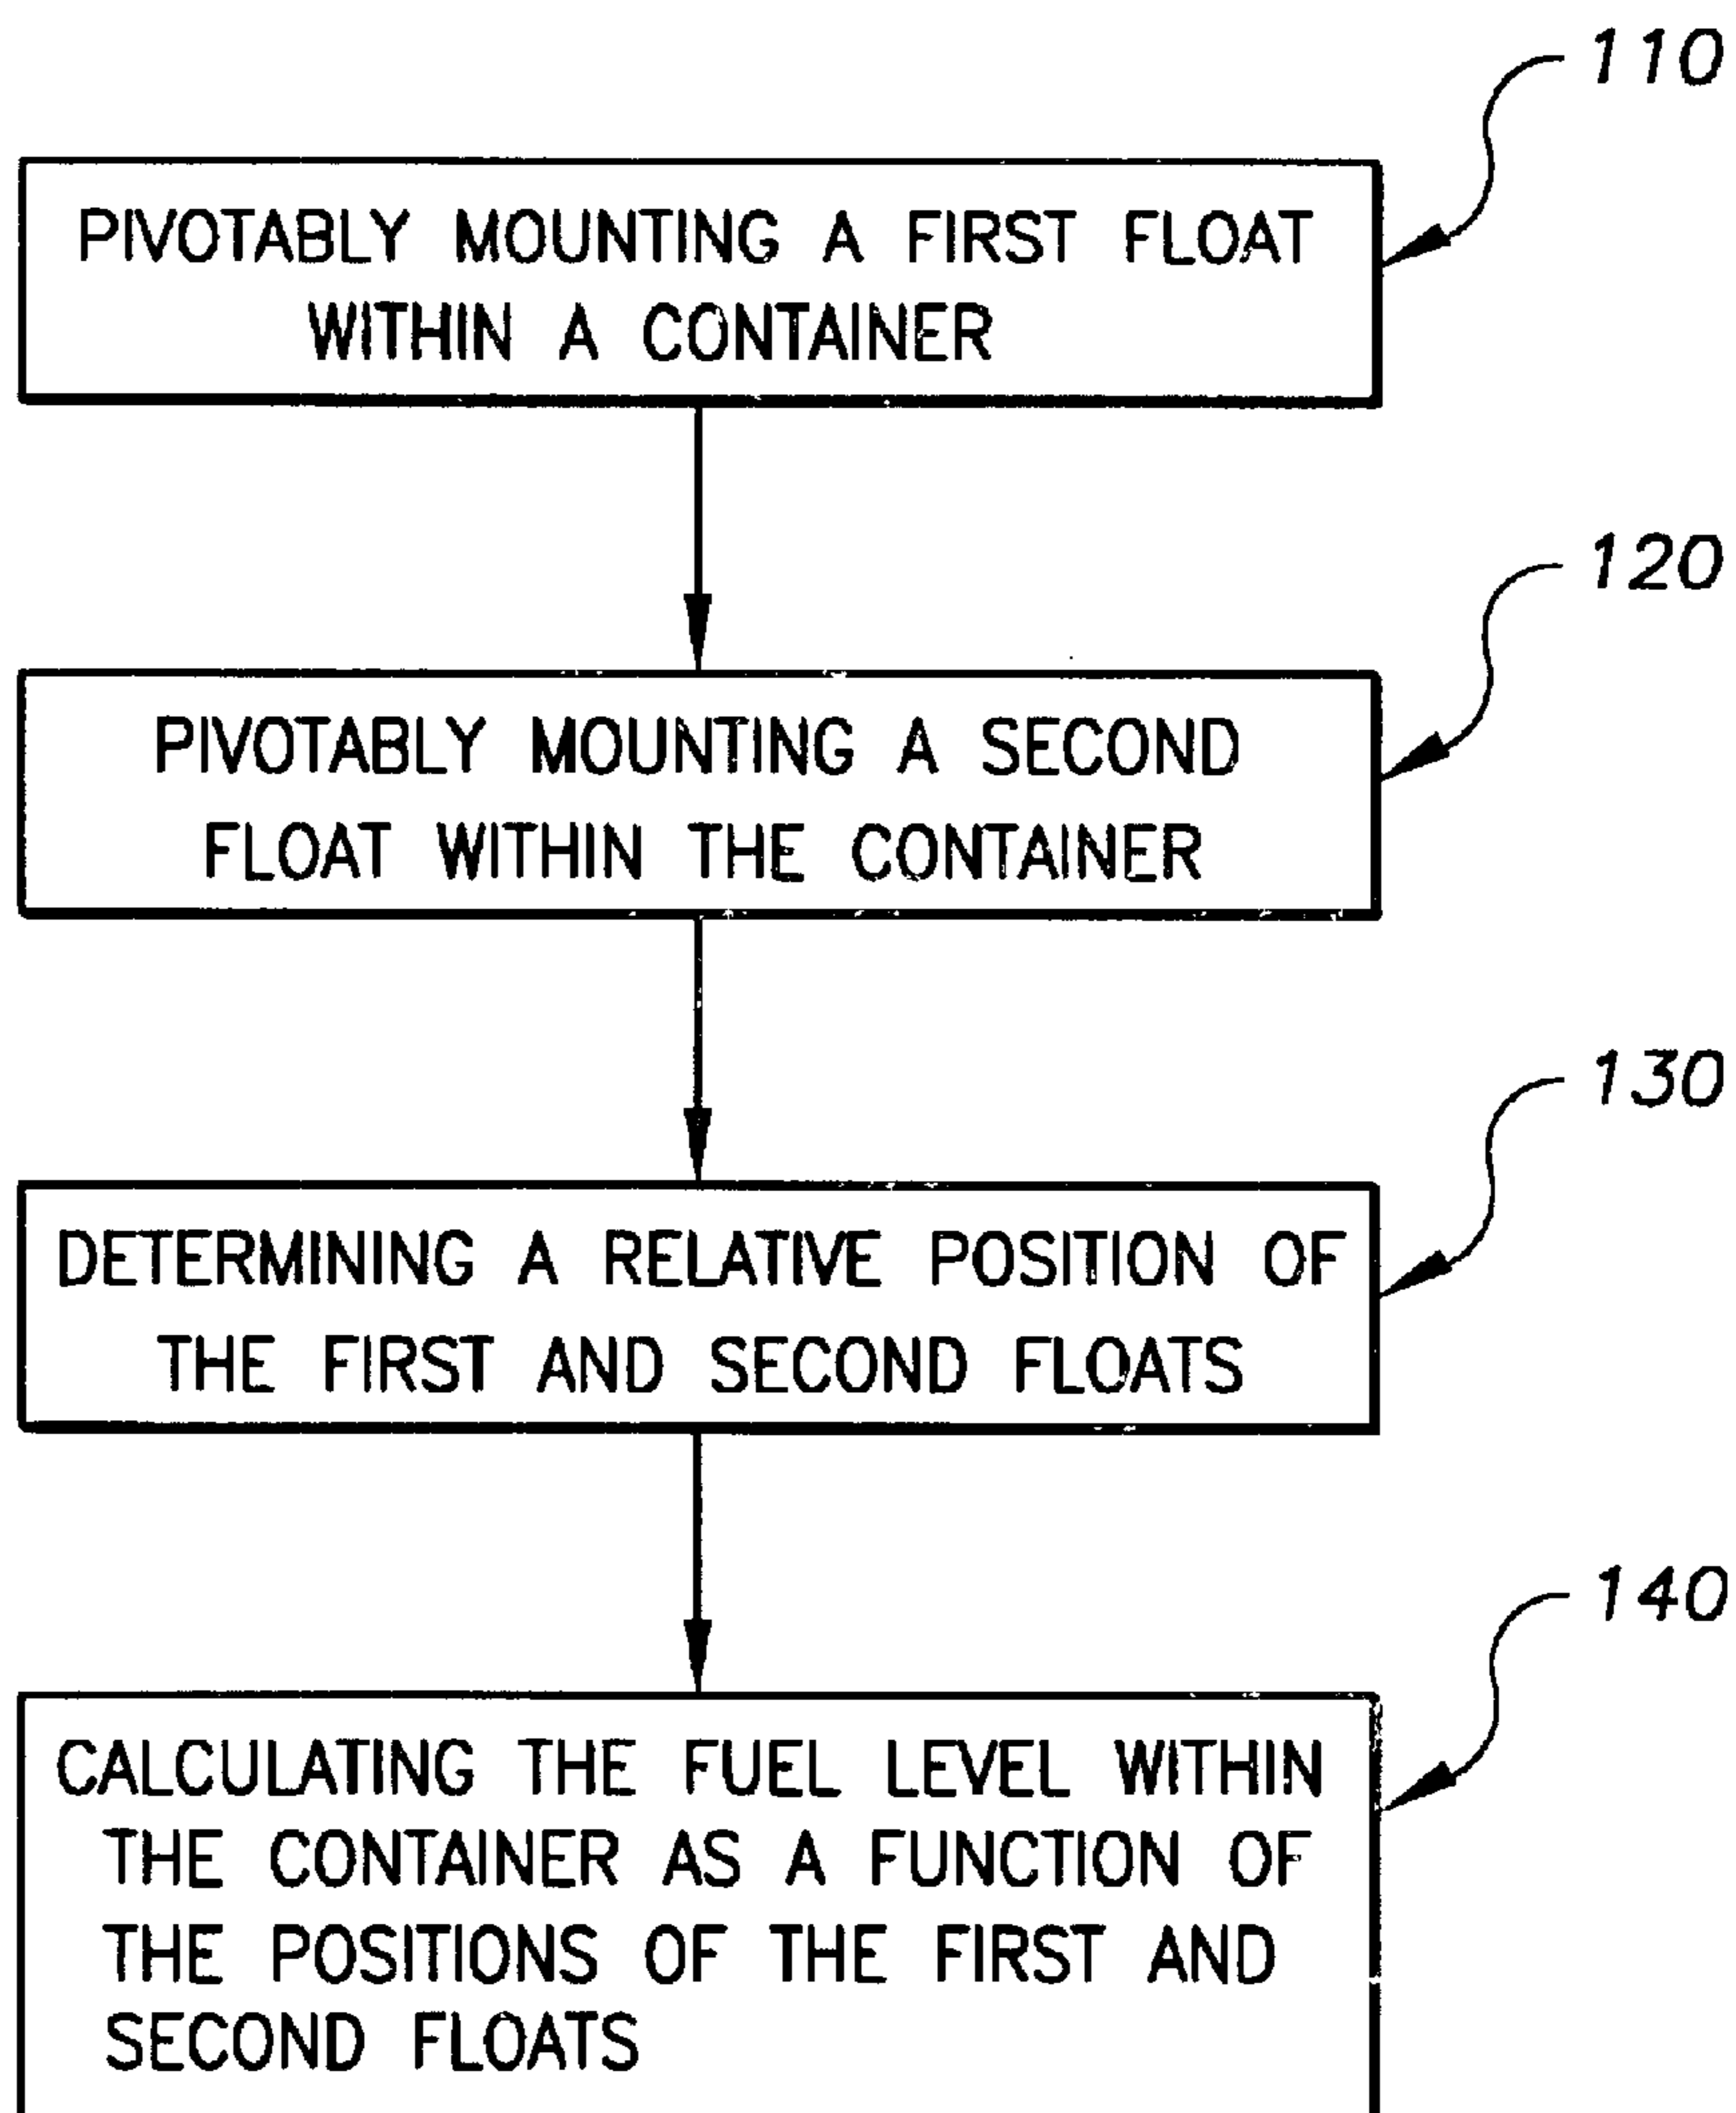 110
PIVOTABLY MOUNTING A FIRST FLOAT
WITHIN A CONTAINER
120
PIVOTABLY MOUNTING A SECOND
FLOAT WITHIN THE CONTAINER
130
DETERMINING A RELATIVE POSITION OF
THE FIRST AND SECOND FLOATS
140
CALCULATING THE FUEL LEVEL WITHIN
THE CONTAINER AS A FUNCTION OF
THE POSITIONS OF THE FIRST AND
SECOND FLOATS